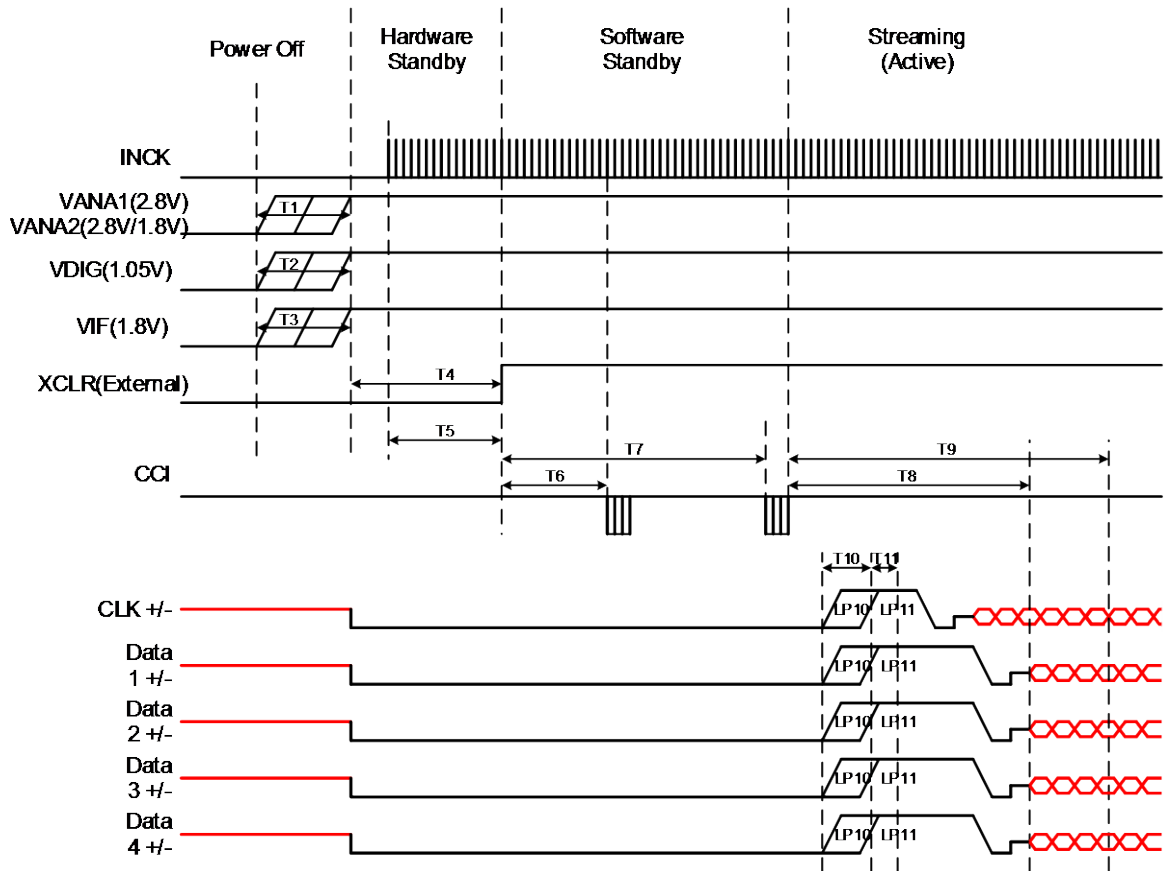 Power Off
Hardware
Standby
Software
Standby
Streaming
(Active)
INCK
VANA1(2.8V)
VANA2(2.8V/1.8V)
T1
VDIG(1.05V)
T2
VIF(1.8V)
T3
XCLR(External)
T4
T5
T7
T9
CCI
T6
T8
T10
T11
CLK +/-
LP10
LP11
Data
1 +/-
LP10
LP11
Data
2 +/-
LP10
LP11
Data
3 +/-
LP10
LP11
Data
4 +/-
LP10
LP11